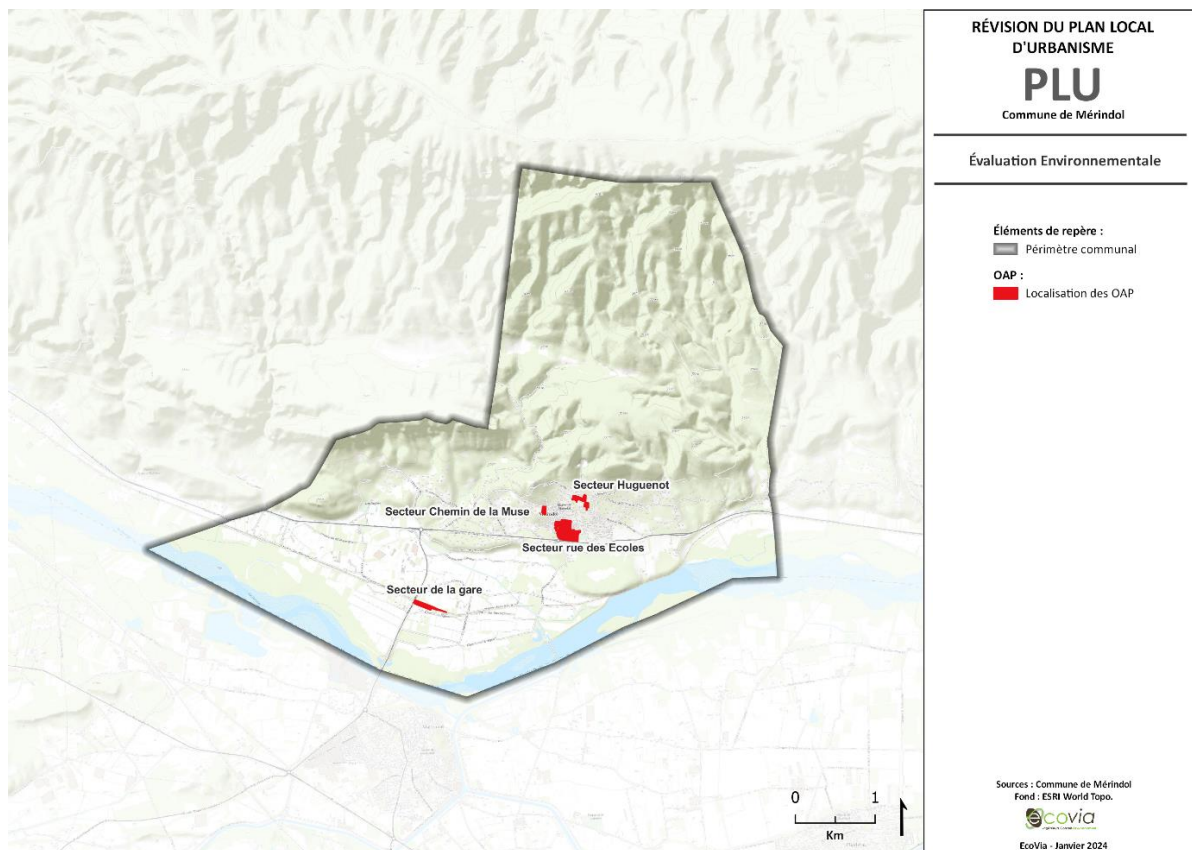 RÉVISION DU PLAN LOCAL
D'URBANISME
PLU
Commune de Mérindol
Évaluation Environnementale
Éléments de repère :
Périmètre communal
OAP :
Localisation des OAP
Secteur Huguenot
Secteur Chemin de la Muse
Secteur rue des Ecoles
Secteur de la gare
0 1
Km
Sources : Commune de Mérindol
Fond : ESRI World Topo.
ecovia
EcoVia - Janvier 2024